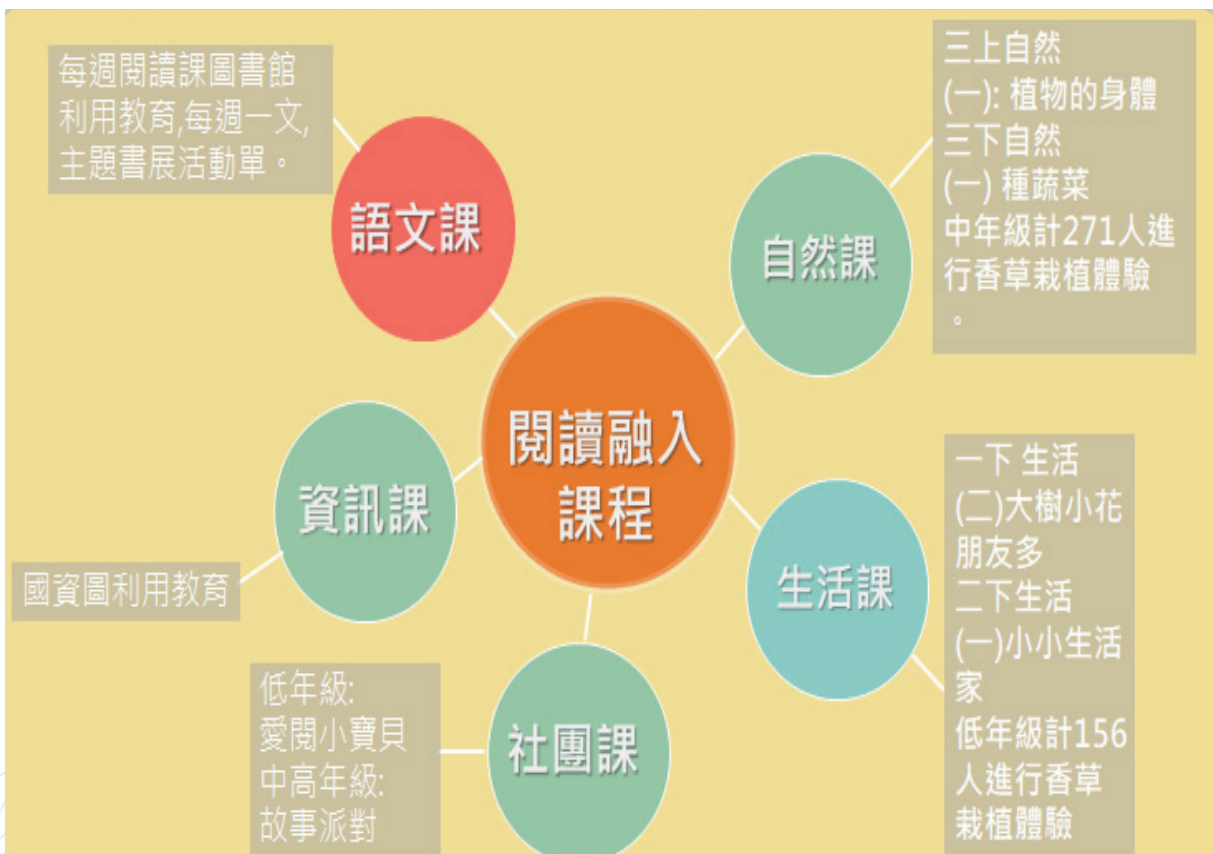 每週閱讀課圖書館
利用教育,每週一文,
主題書展活動單。
語文課
三上自然
(一): 植物的身體
三下自然
(一) 種蔬菜
中年級計271人進
行香草栽植體驗
。
自然課
閱讀融入
課程
資訊課
國資圖利用教育
一下 生活
(二)大樹小花
朋友多
二下生活
(一)小小生活
家
低年級計156
人進行香草
栽植體驗
生活課
低年級:
愛閱小寶貝
中高年級:
故事派對
社團課